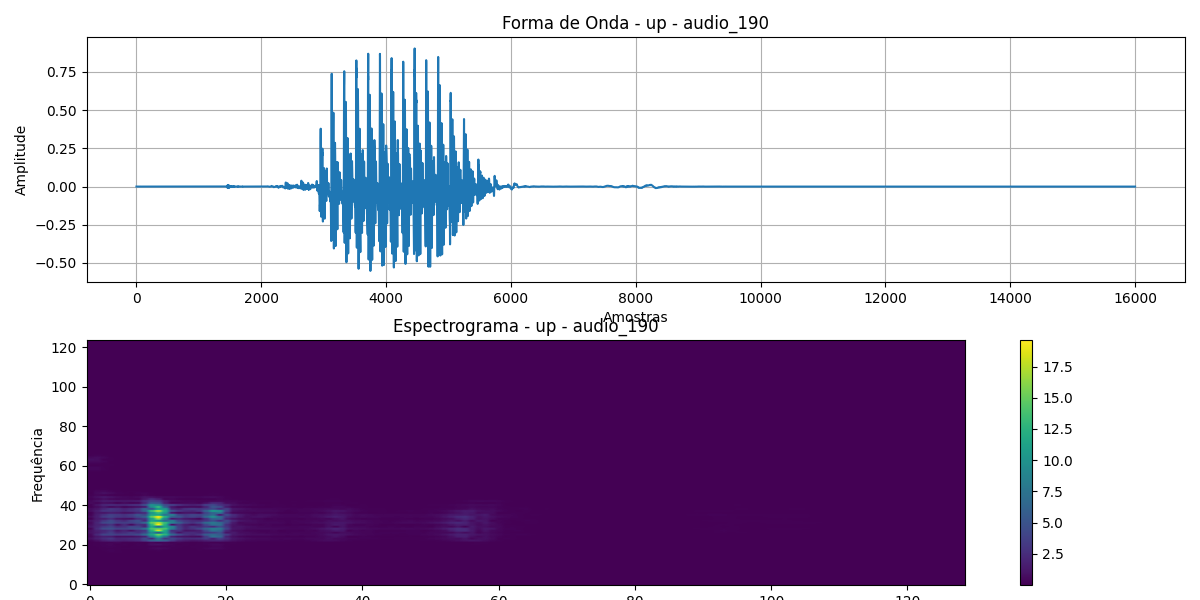 Forma de Onda - up - audio_190
Amplitude
0.75
0.50
0.25
0.00
−0.25
−0.50
0 2000 4000 6000 8000 10000 12000 14000 16000
Amostras
Espectrograma - up - audio_190
Frequência
120
100
80
60
40
20
0
17.5
15.0
12.5
10.0
7.5
5.0
2.5
0 20 40 60 80 100 120